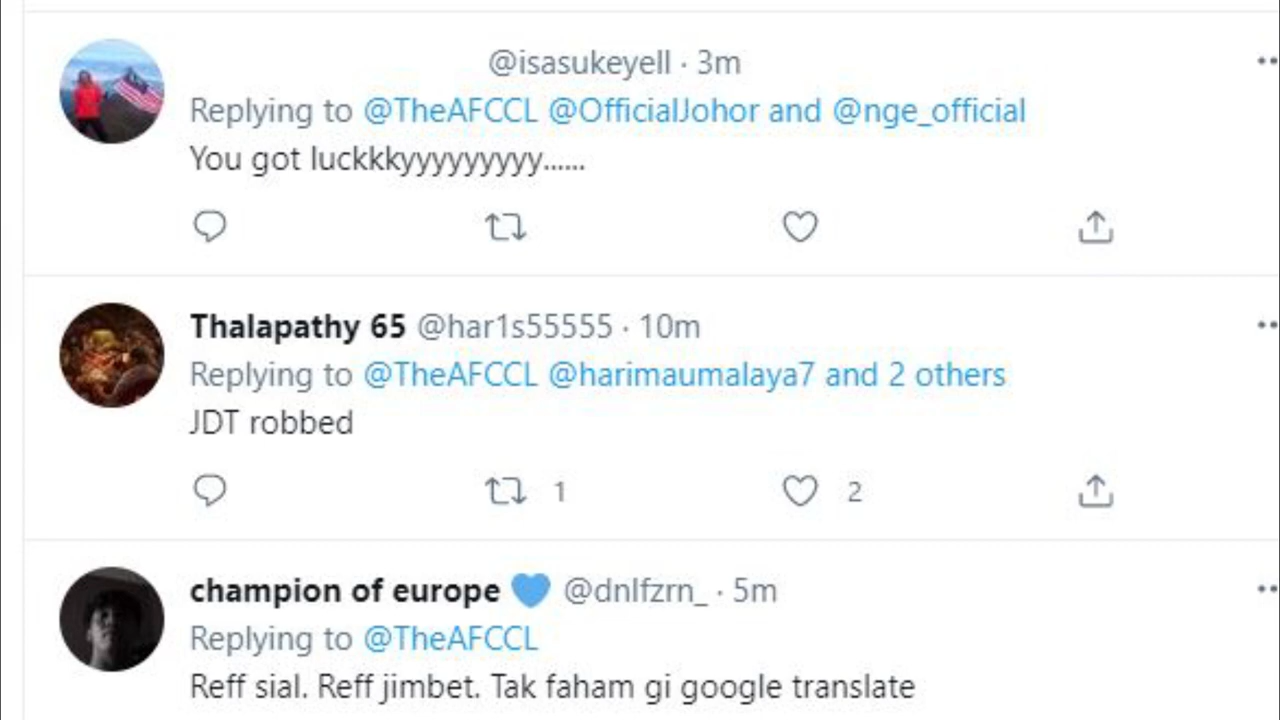 @isasukeyell · 3m
Replying to @TheAFCCL @OfficialJohor and @nge_official
You got luckkkyyyyyyyyy......
Thalapathy 65 @har1s55555 · 10m
Replying to @TheAFCCL @harimaumalaya7 and 2 others
JDT robbed
1 2
champion of europe 💙 @dnlfzrn_ · 5m
Replying to @TheAFCCL
Reff sial. Reff jimbet. Tak faham gi google translate